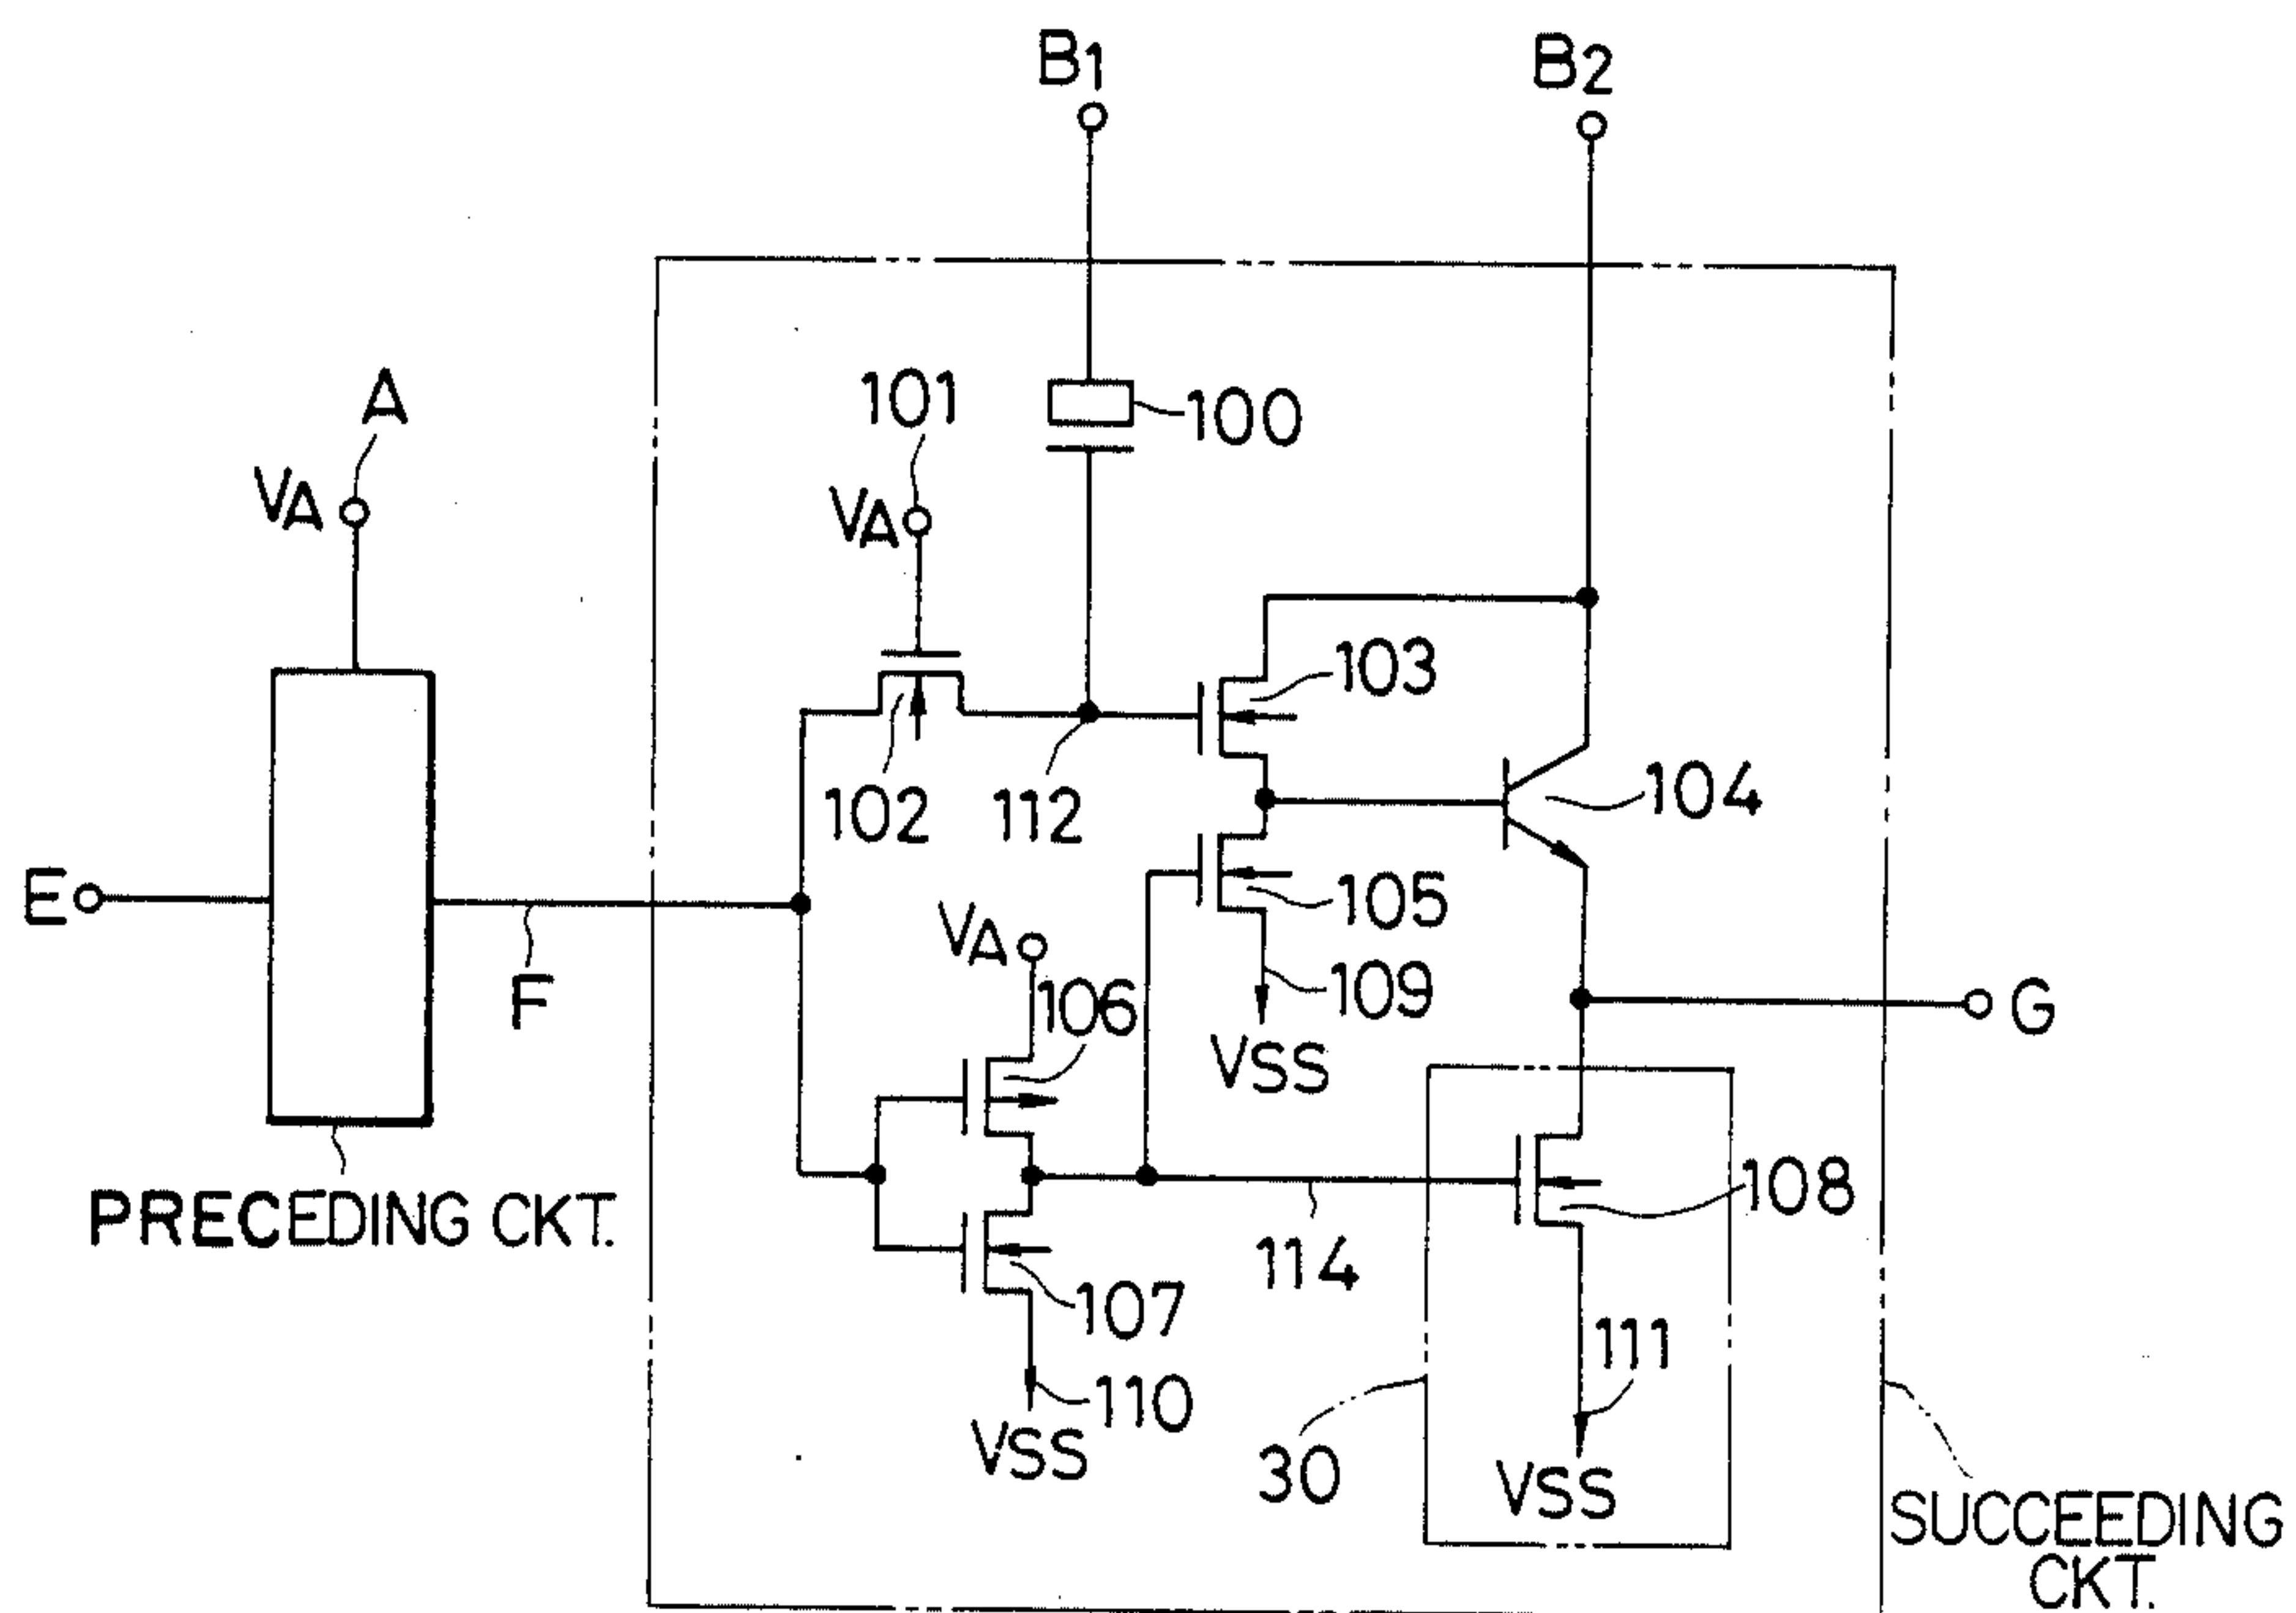 B1
B2
A
VA
101
VA
100
102
112
103
104
E
F
105
109
VSS
VA
106
G
PRECEDING CKT.
114
108
107
110
VSS
111
30
VSS
SUCCEEDING
CKT.